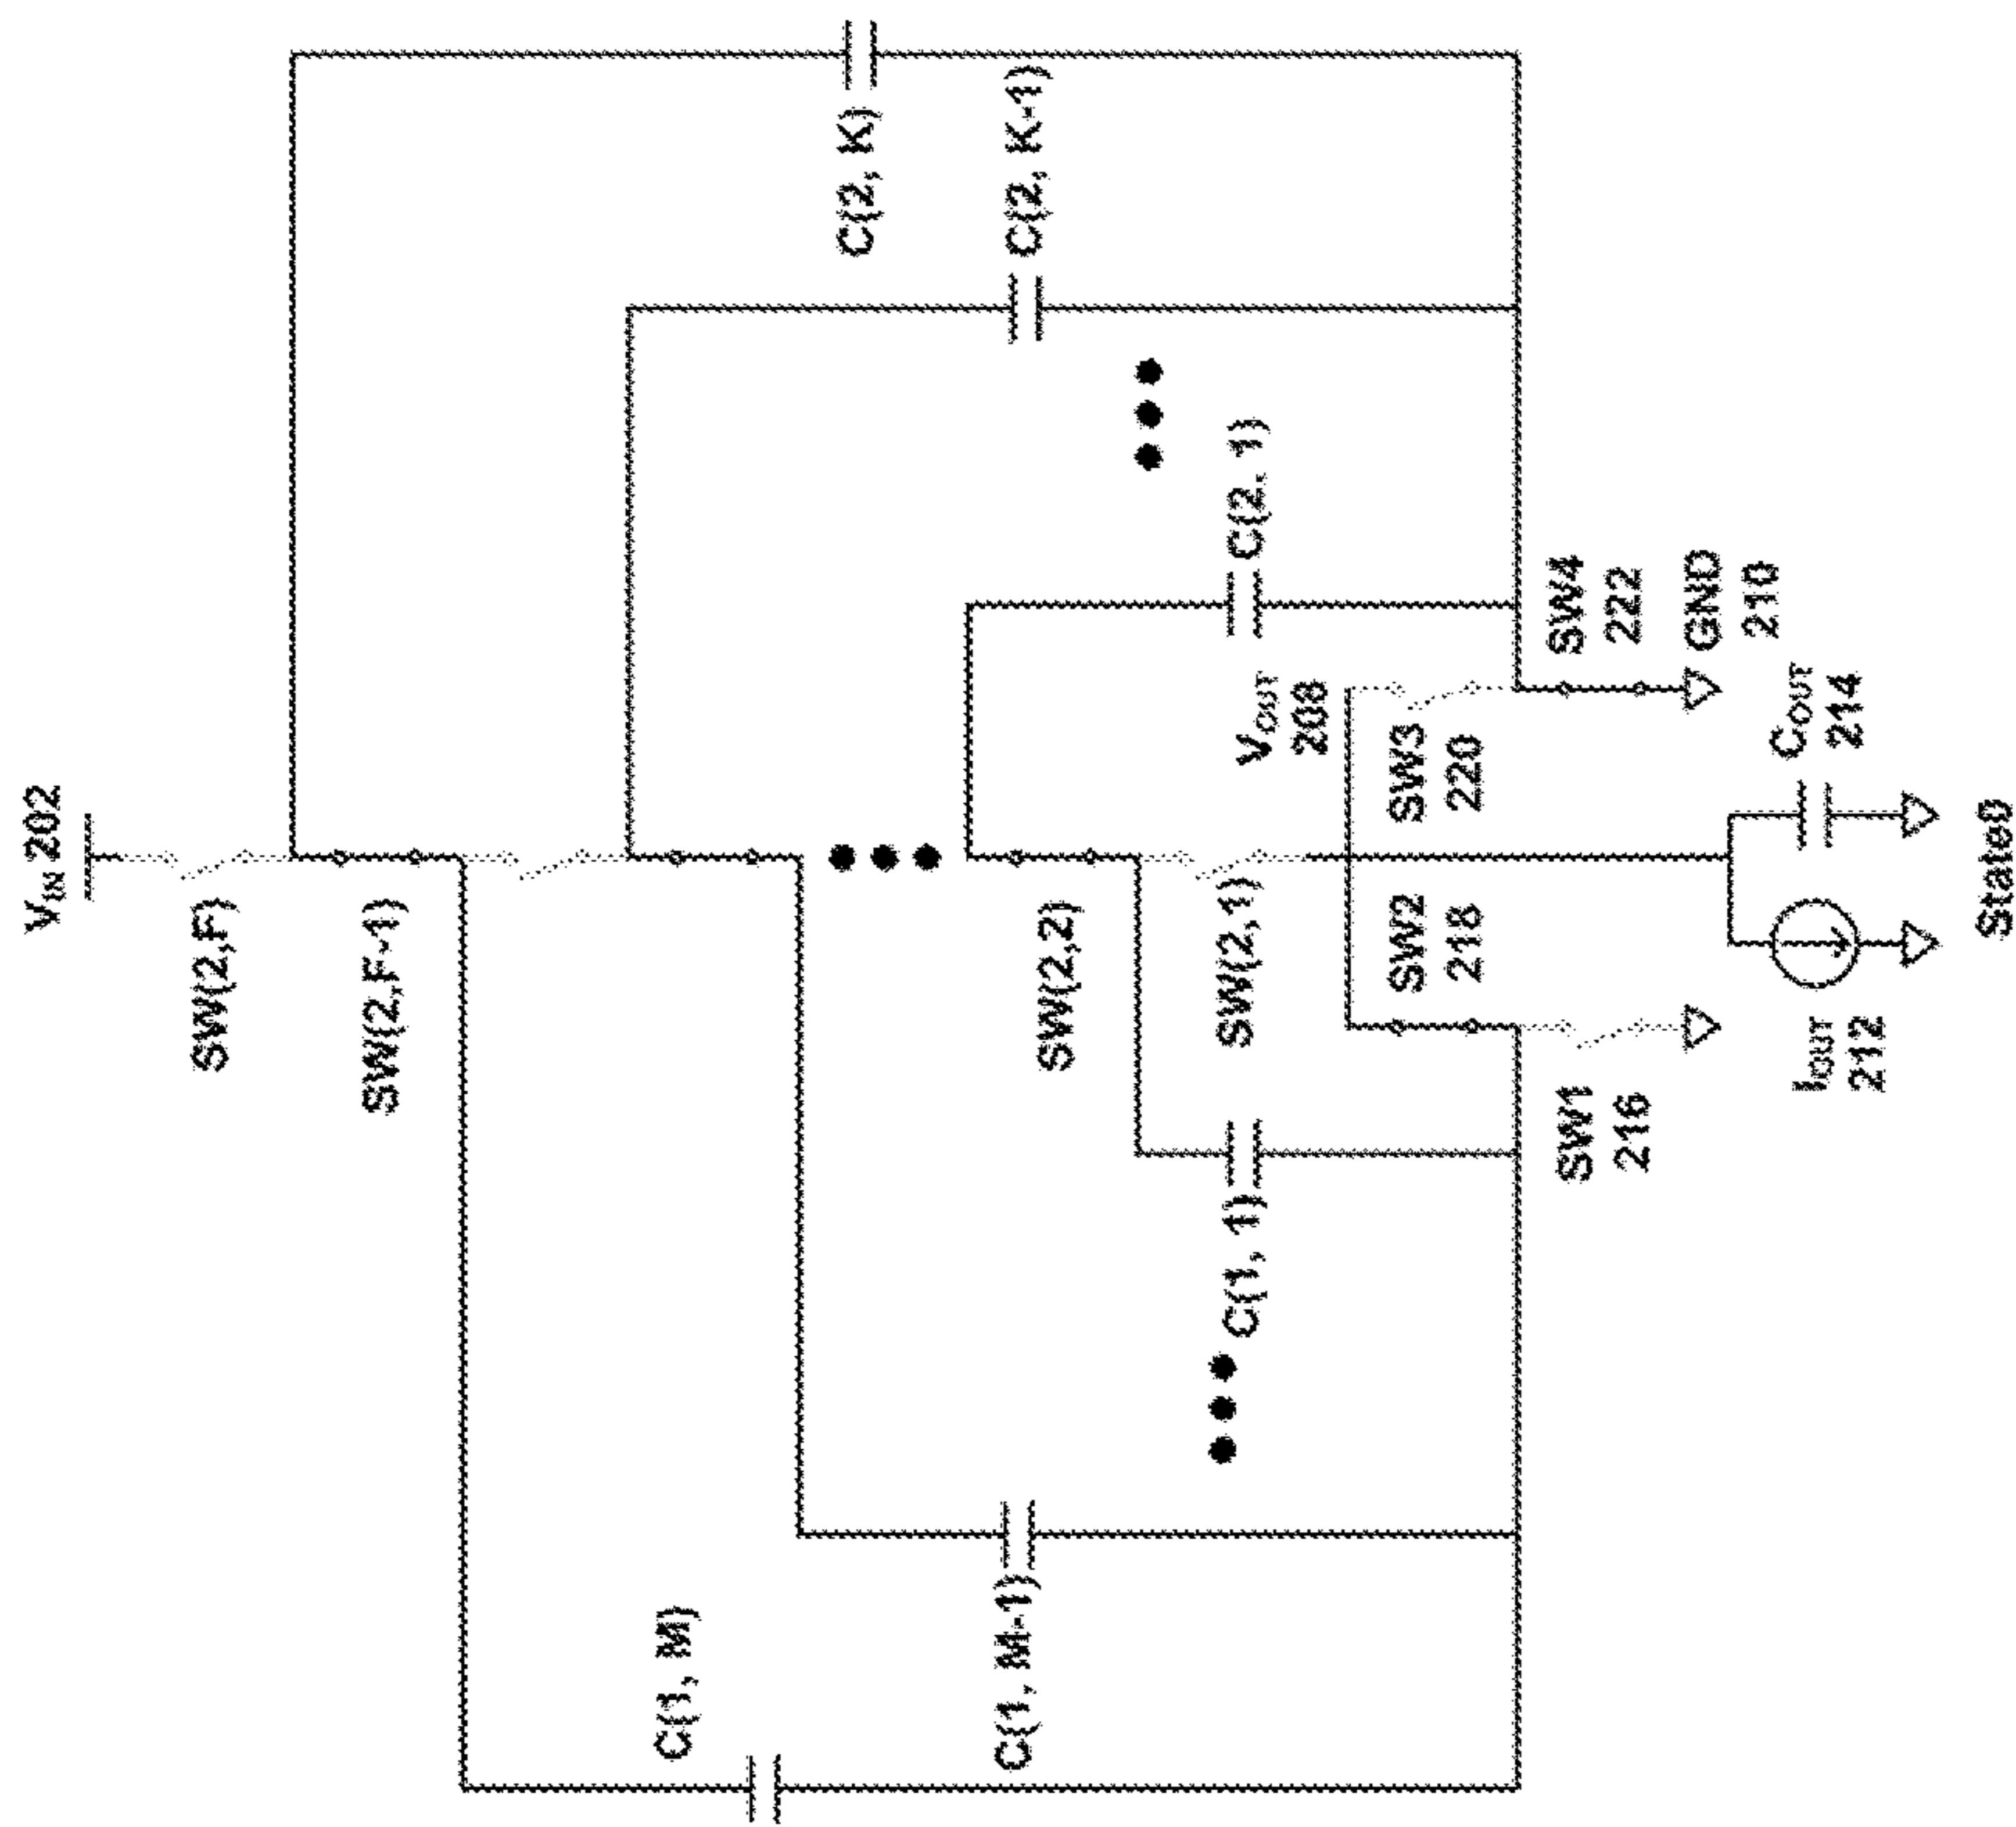 V_IN 202
SW(2,F)
SW(2,F-1)
SW(2,2)
SW(2,1)
C(2, K)
C(2, K-1)
C(2, 1)
C(1, M)
C(1, M-1)
C(1, 1)
V_OUT
208
SW2
218
SW3
220
SW1
216
SW4
222
GND
210
I_OUT
212
C_OUT
214
State0